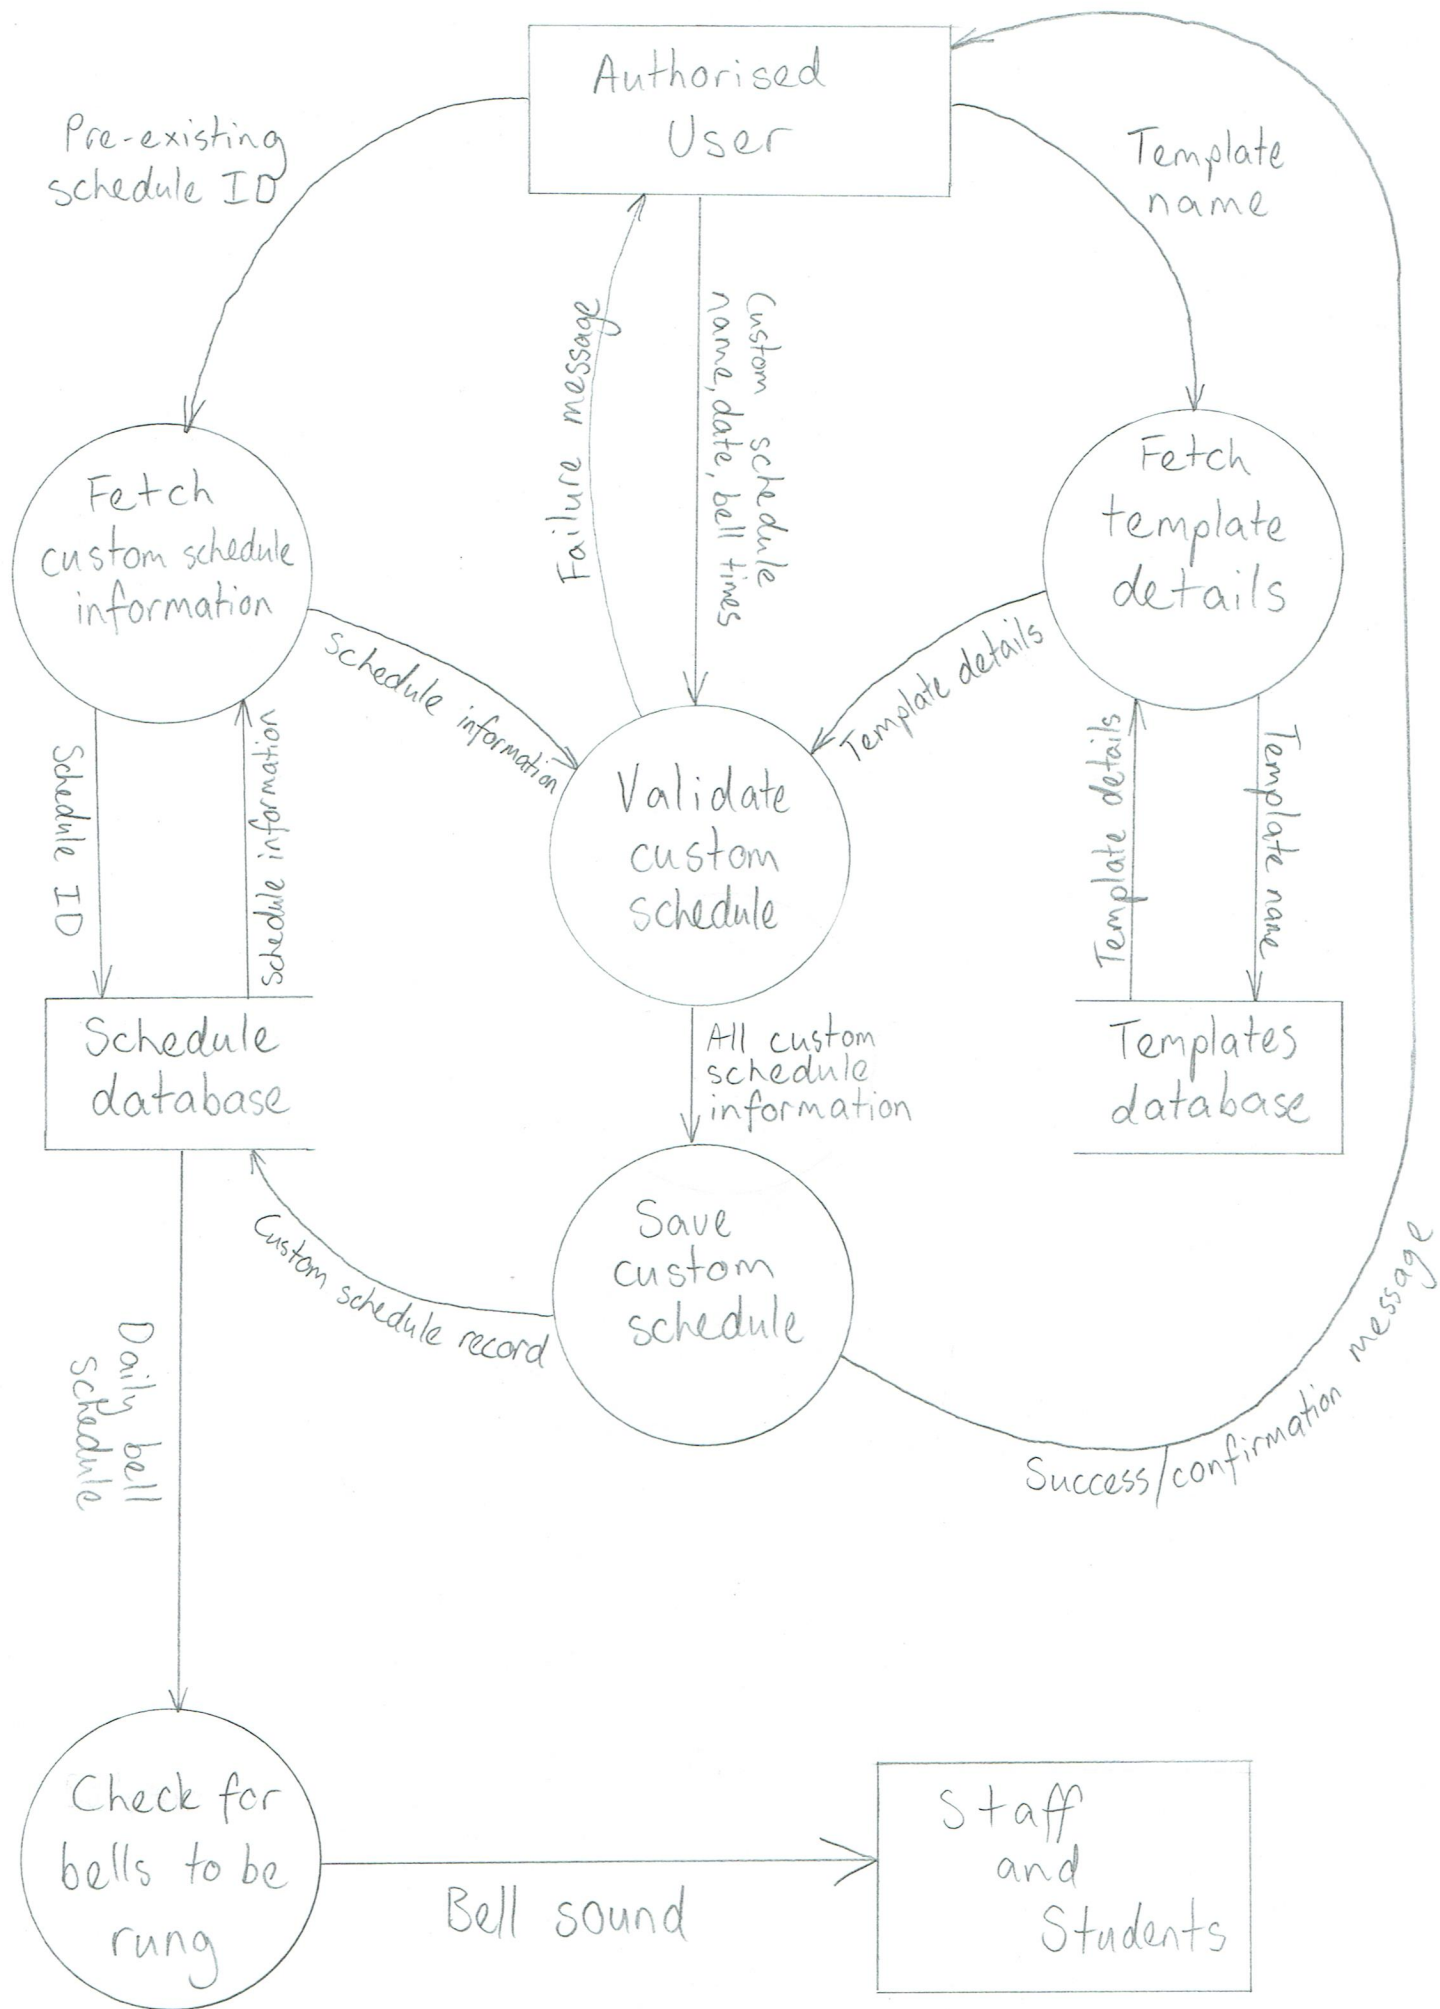 Authorised
User
Pre-existing
schedule ID
Template
name
Failure message
Custom schedule
name, date, bell times
Fetch
custom schedule
information
Fetch
template
details
Schedule information
Template details
Validate
custom
schedule
Schedule ID
Schedule information
Template details
Template name
Schedule
database
All custom
schedule
information
Templates
database
Save
custom
schedule
Custom schedule record
Success/confirmation message
Daily bell
schedule
Check for
bells to be
rung
Bell sound
Staff
and
Students